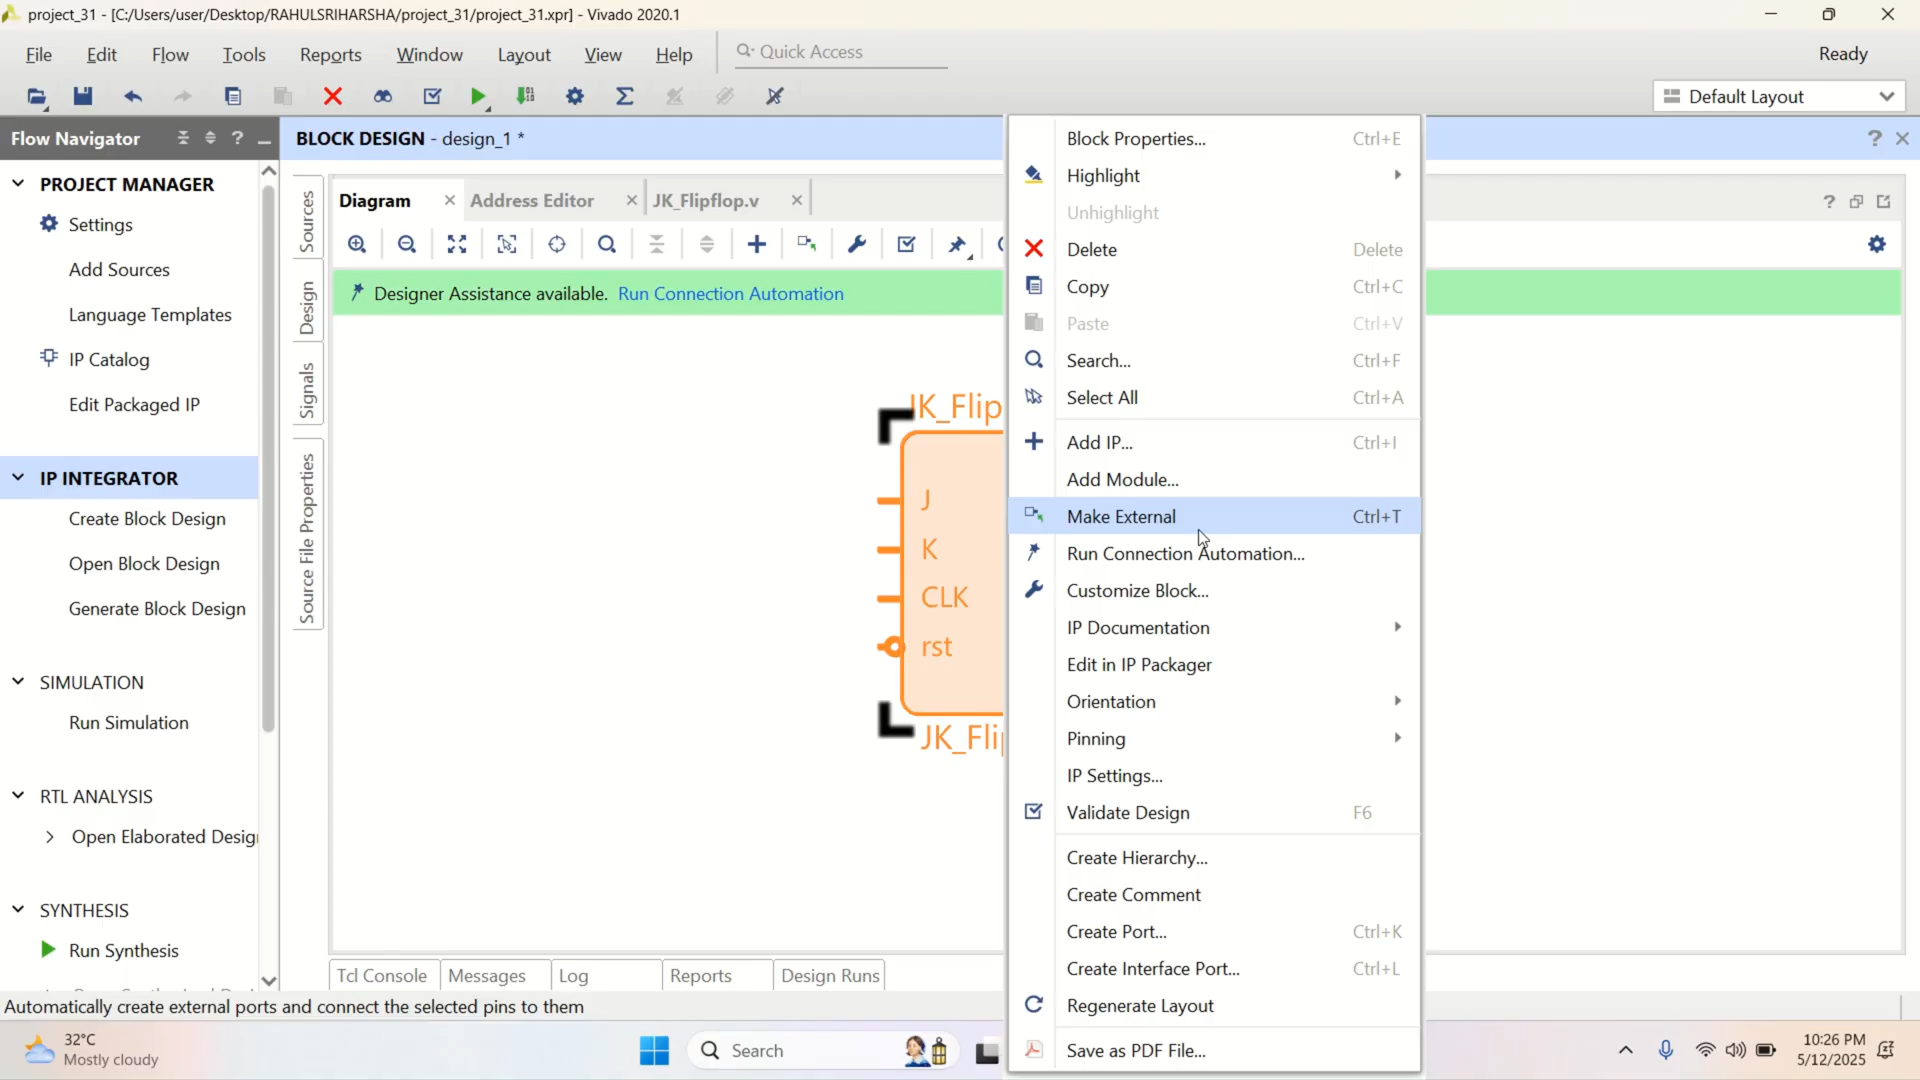 project_31 - [C:/Users/user/Desktop/RAHULSRIHARSHA/project_31/project_31.xpr] - Vivado 2020.1
File Edit Flow Tools Reports Window Layout View Help Quick Access Ready
Default Layout
Flow Navigator
PROJECT MANAGER
Settings
Add Sources
Language Templates
IP Catalog
Edit Packaged IP
IP INTEGRATOR
Create Block Design
Open Block Design
Generate Block Design
SIMULATION
Run Simulation
RTL ANALYSIS
Open Elaborated Desig
SYNTHESIS
Run Synthesis
BLOCK DESIGN - design_1 *
Sources
Design
Signals
Source File Properties
Diagram Address Editor JK_Flipflop.v
Designer Assistance available. Run Connection Automation
JK_Flip
J
K
CLK
rst
JK_Fli
Block Properties... Ctrl+E
Highlight
Unhighlight
Delete Delete
Copy Ctrl+C
Paste Ctrl+V
Search... Ctrl+F
Select All Ctrl+A
Add IP... Ctrl+I
Add Module...
Make External Ctrl+T
Run Connection Automation...
Customize Block...
IP Documentation
Edit in IP Packager
Orientation
Pinning
IP Settings...
Validate Design F6
Create Hierarchy...
Create Comment
Create Port... Ctrl+K
Create Interface Port... Ctrl+L
Regenerate Layout
Save as PDF File...
Tcl Console Messages Log Reports Design Runs
Automatically create external ports and connect the selected pins to them
32°C
Mostly cloudy
Search
10:26 PM
5/12/2025